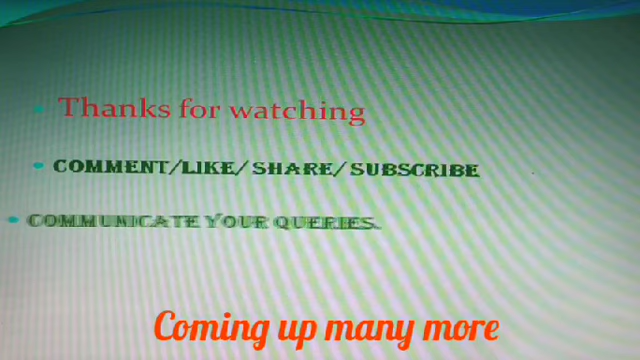 Thanks for watching
COMMENT/LIKE/ SHARE/ SUBSCRIBE
COMMUNICATE YOUR QUERIES.
Coming up many more